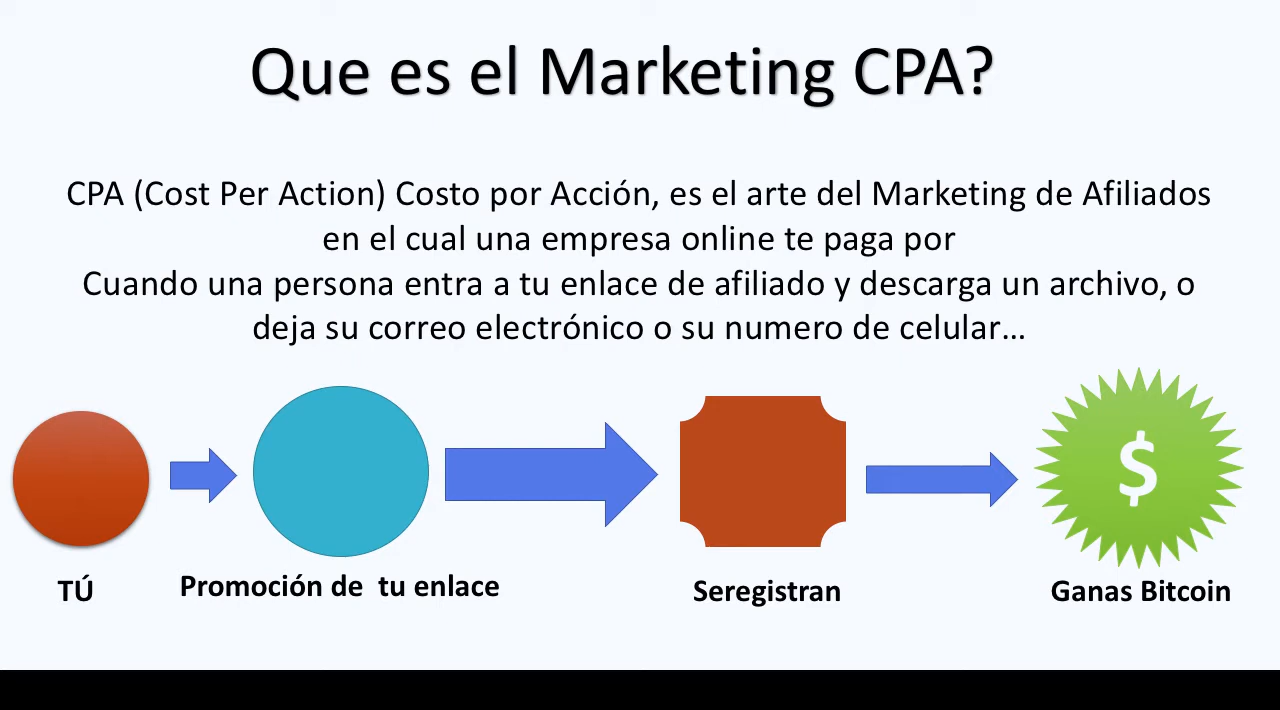 Que es el Marketing CPA?
CPA (Cost Per Action) Costo por Acción, es el arte del Marketing de Afiliados
en el cual una empresa online te paga por
Cuando una persona entra a tu enlace de afiliado y descarga un archivo, o
deja su correo electrónico o su numero de celular...
$
TÚ
Promoción de tu enlace
Seregistran
Ganas Bitcoin